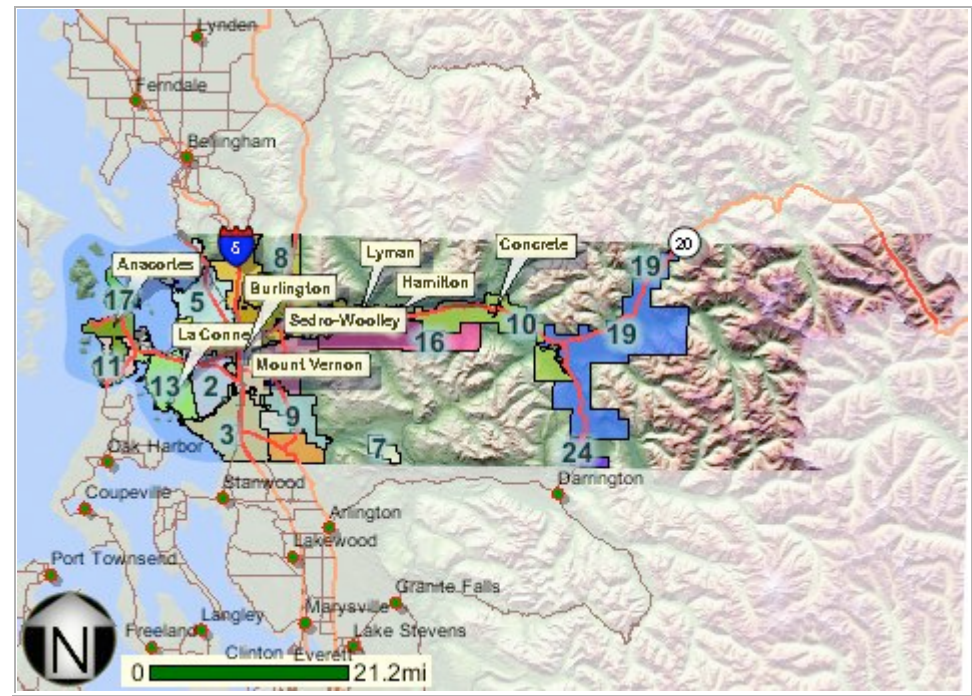 Lynden
Ferndale
Bellingham
5
8
Lyman
Concrete
20
Anacortes
Hamilton
19
17
5
Burlington
La Conne
Sedro-Woolley
10
19
16
11
Mount Vernon
13
2
9
3
7
24
Oak Harbor
Darrington
Coupeville
Stanwood
Arlington
Lakewood
Port Townsend
Granite Falls
Langley
Marysville
Freeland
Lake Stevens
Clinton
Everett
N
0
21.2mi